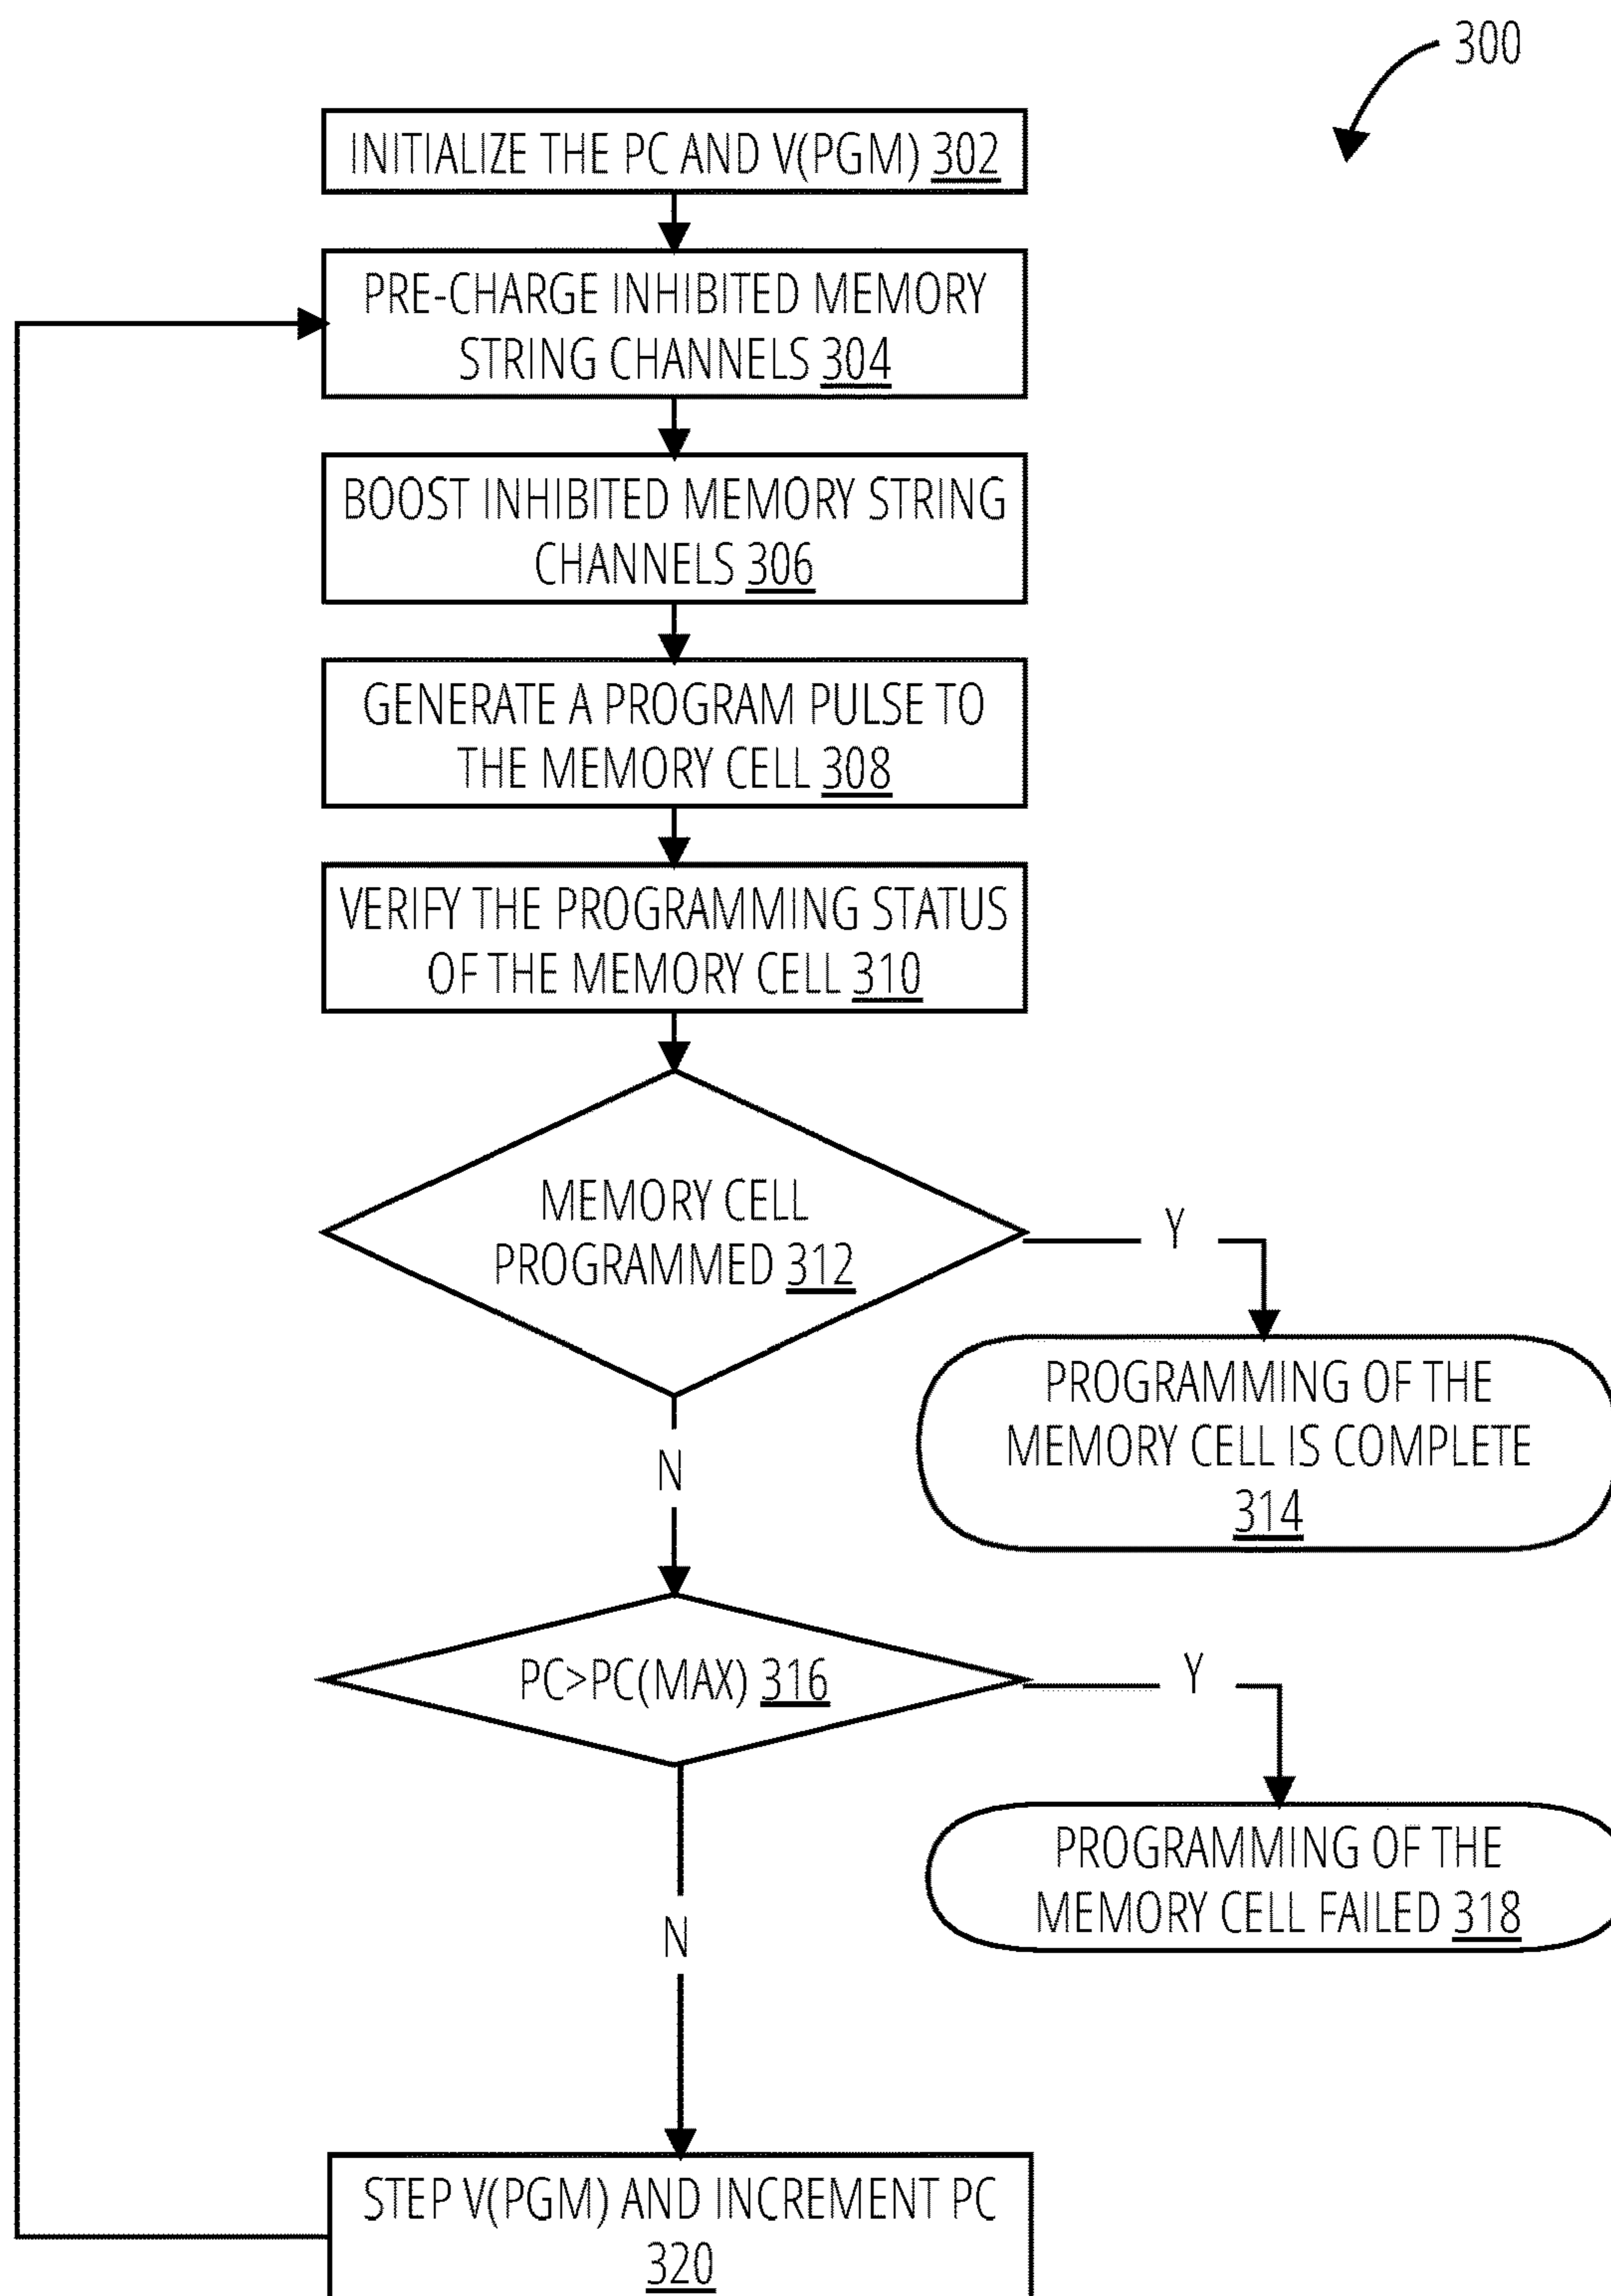 300
INITIALIZE THE PC AND V(PGM) 302
PRE-CHARGE INHIBITED MEMORY
STRING CHANNELS 304
BOOST INHIBITED MEMORY STRING
CHANNELS 306
GENERATE A PROGRAM PULSE TO
THE MEMORY CELL 308
VERIFY THE PROGRAMMING STATUS
OF THE MEMORY CELL 310
MEMORY CELL
PROGRAMMED 312
Y
PROGRAMMING OF THE
MEMORY CELL IS COMPLETE
314
N
PC>PC(MAX) 316
Y
PROGRAMMING OF THE
MEMORY CELL FAILED 318
N
STEP V(PGM) AND INCREMENT PC
320